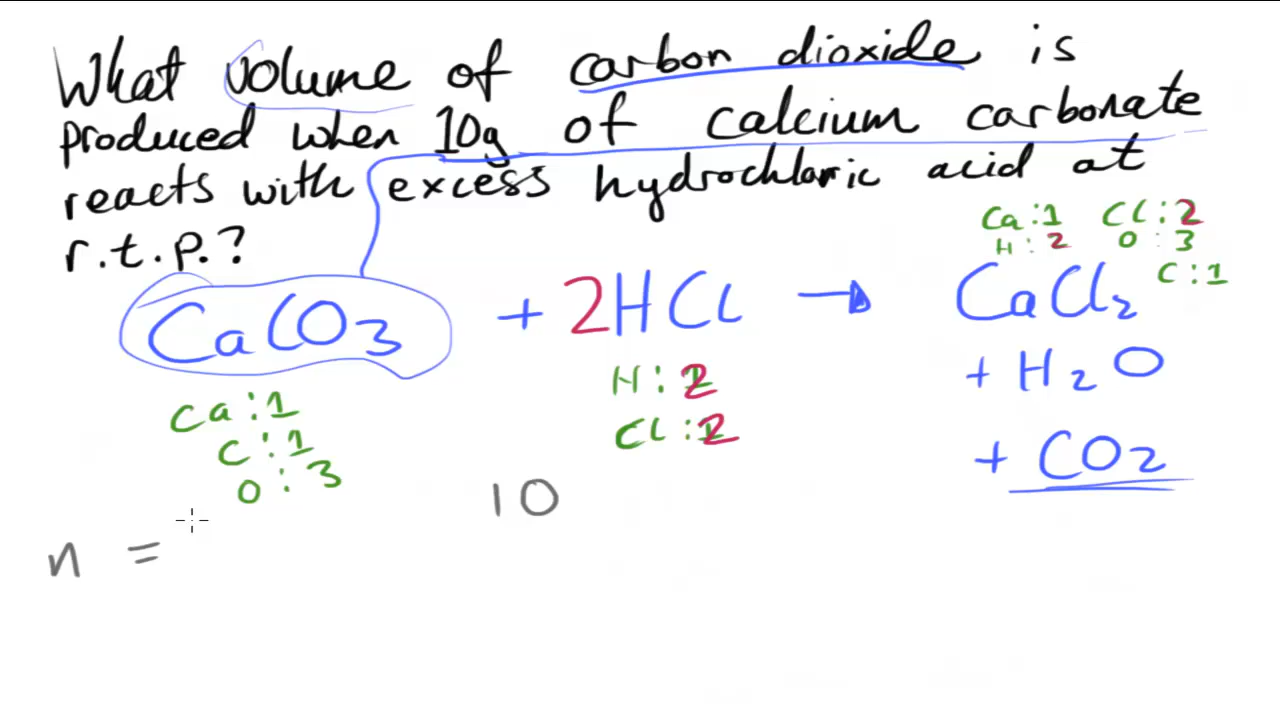 What volume of carbon dioxide is
produced when 10g of calcium carbonate
reacts with excess hydrochloric acid at
r.t.p.?
Ca:1 Cl:2
H:2 O:3
C:1
CaCO3 + 2HCl → CaCl2
+ H2O
+ CO2
Ca:1
C:1
O:3
H:2
Cl:2
10
n =